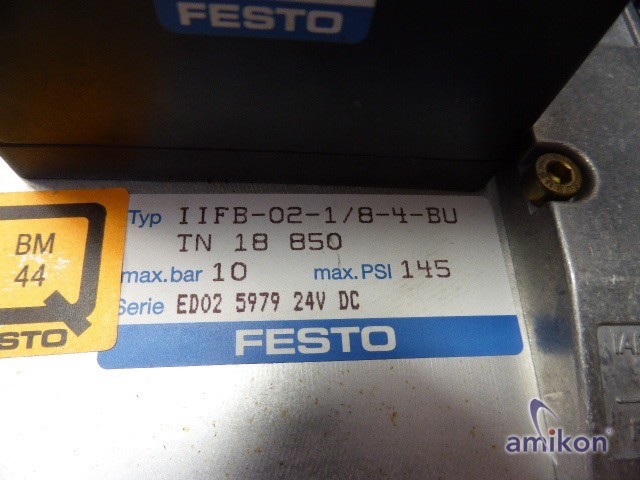 FESTO
Typ IIFB-02-1/8-4-BU
TN 18 850
max.bar 10 max.PSI 145
Serie ED02 5979 24V DC
FESTO
BM
44
STO
amikon